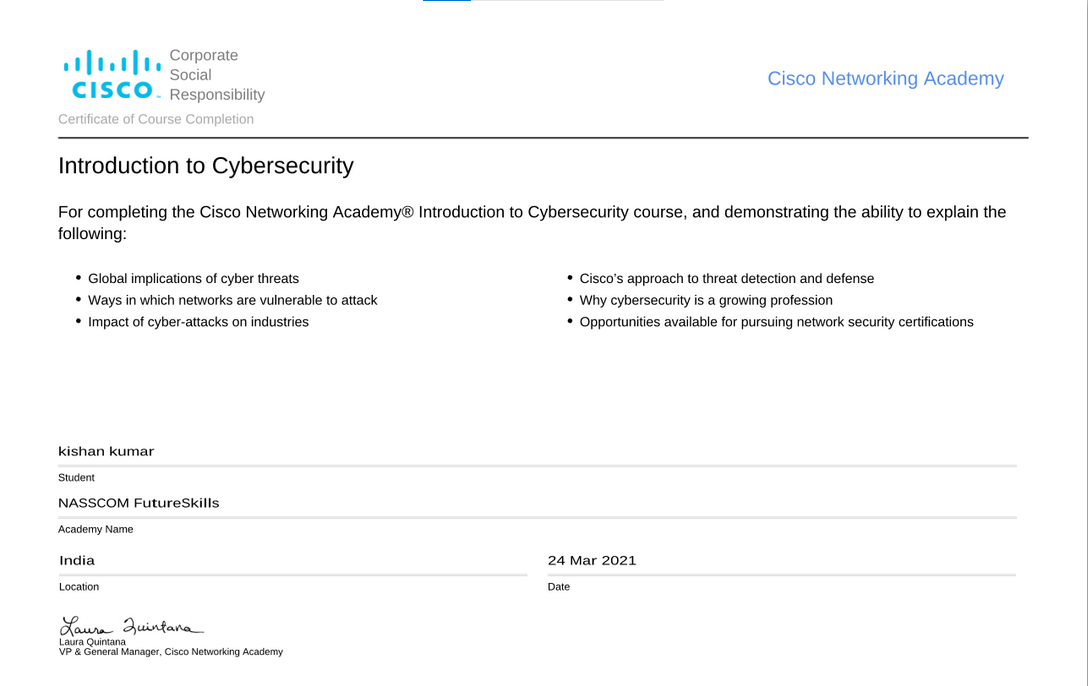 Corporate
Social
Responsibility
CISCO™
Cisco Networking Academy
Certificate of Course Completion
Introduction to Cybersecurity
For completing the Cisco Networking Academy® Introduction to Cybersecurity course, and demonstrating the ability to explain the
following:
• Global implications of cyber threats
• Ways in which networks are vulnerable to attack
• Impact of cyber-attacks on industries
• Cisco’s approach to threat detection and defense
• Why cybersecurity is a growing profession
• Opportunities available for pursuing network security certifications
kishan kumar
Student
NASSCOM FutureSkills
Academy Name
India
Location
24 Mar 2021
Date
Laura Quintana
Laura Quintana
VP & General Manager, Cisco Networking Academy